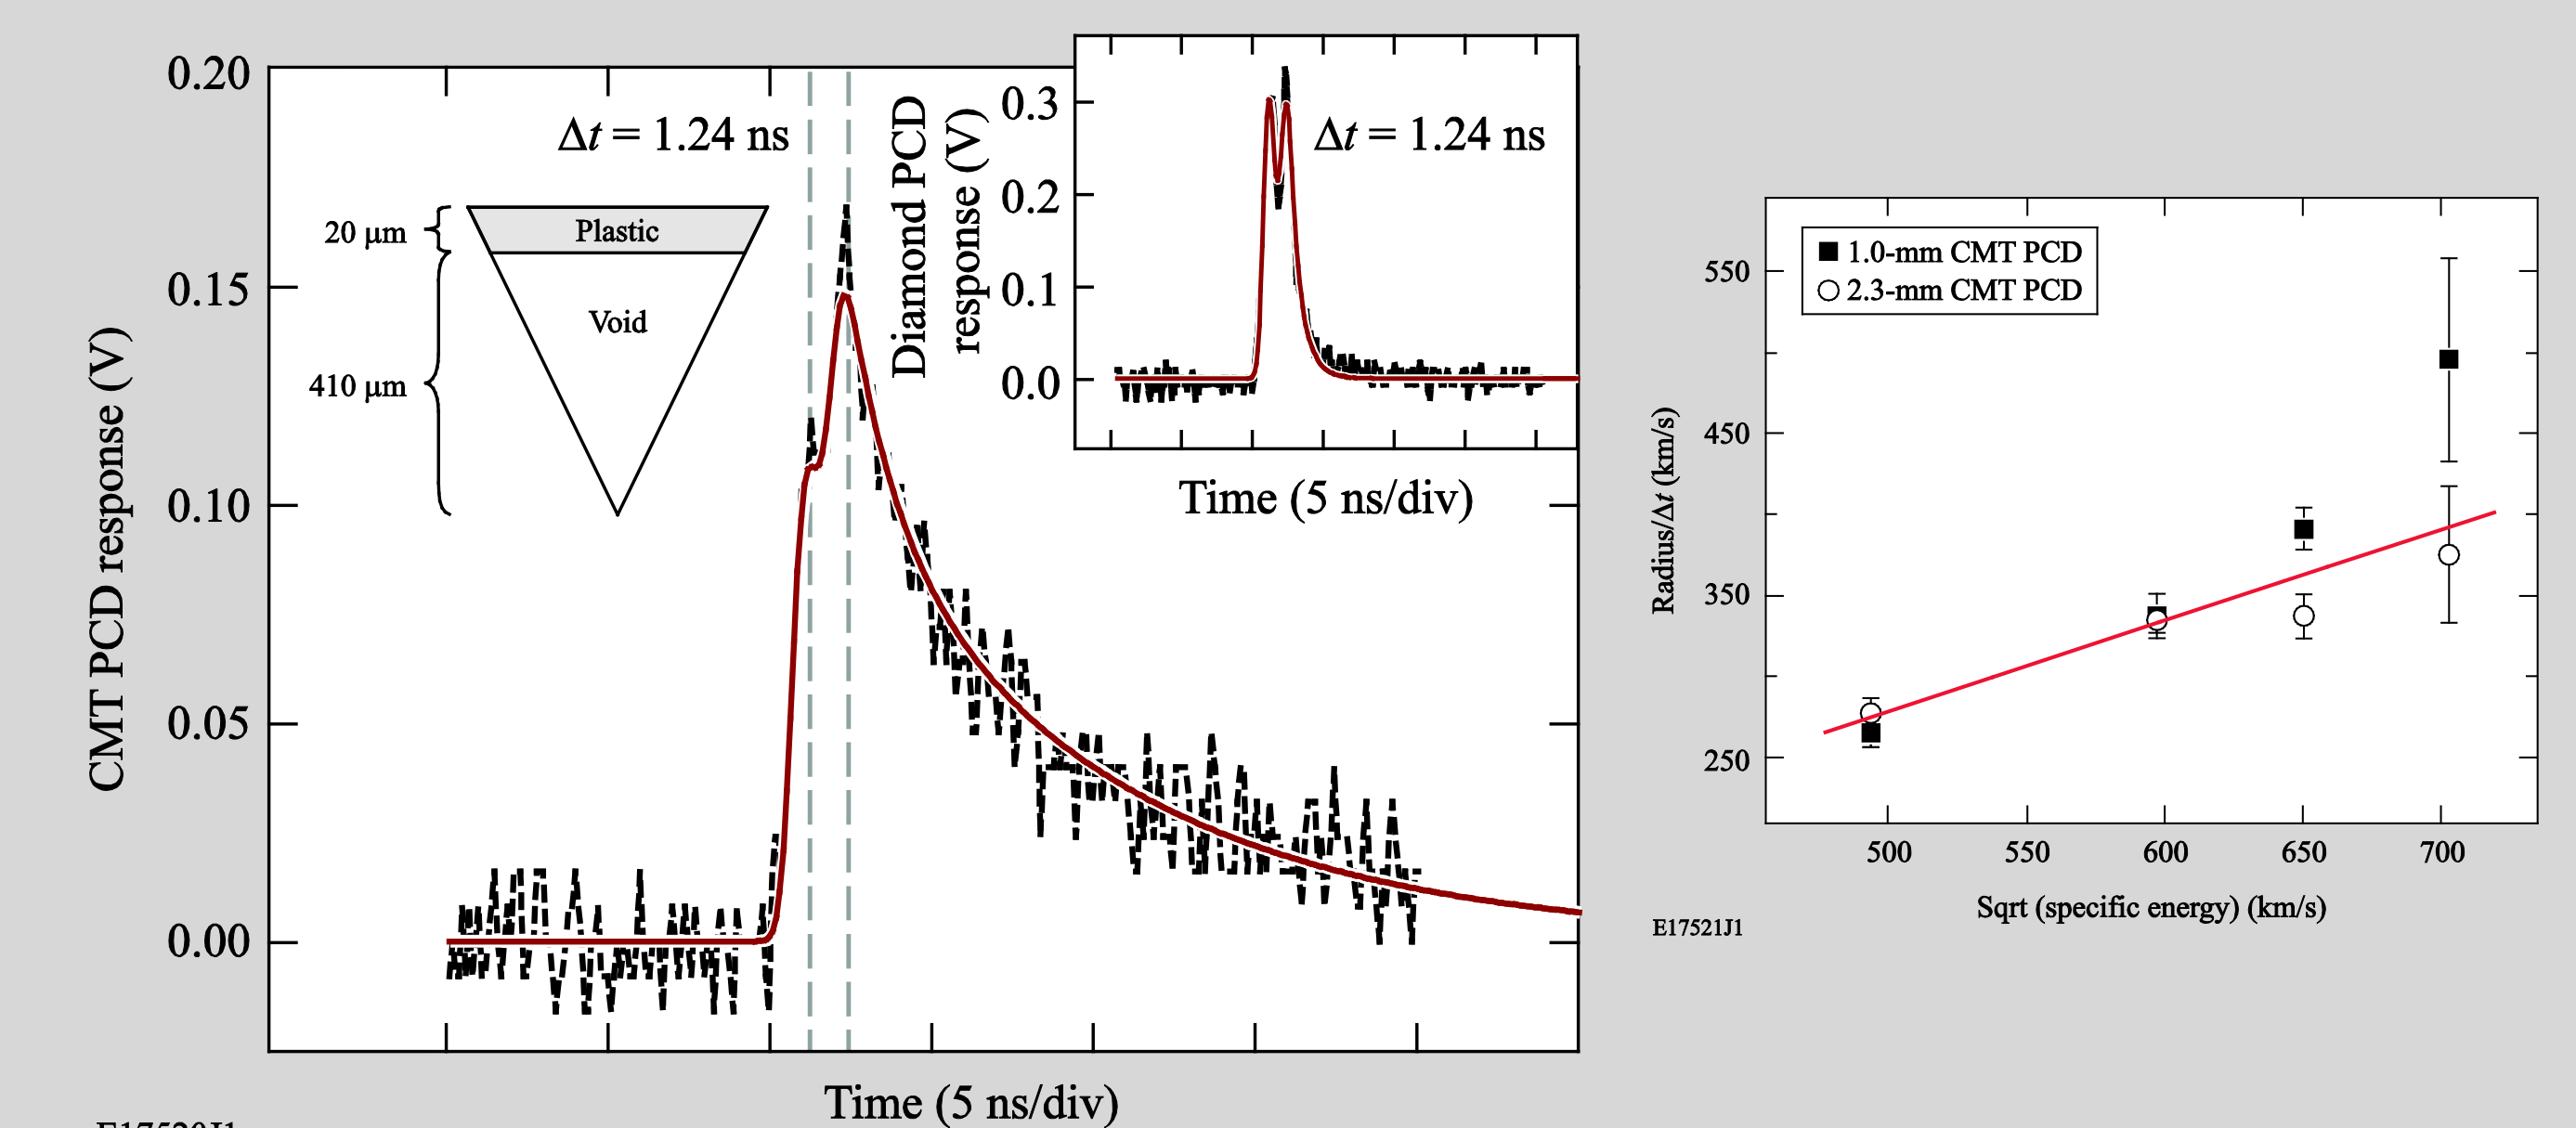 CMT PCD response (V)
0.20
0.15
0.10
0.05
0.00
Δt = 1.24 ns
20 μm
Plastic
Void
410 μm
Time (5 ns/div)
Diamond PCD
response (V)
0.3
0.2
0.1
0.0
Δt = 1.24 ns
Time (5 ns/div)
E17520J1
1.0-mm CMT PCD
2.3-mm CMT PCD
Radius/Δt (km/s)
550
450
350
250
500 550 600 650 700
Sqrt (specific energy) (km/s)
E17521J1